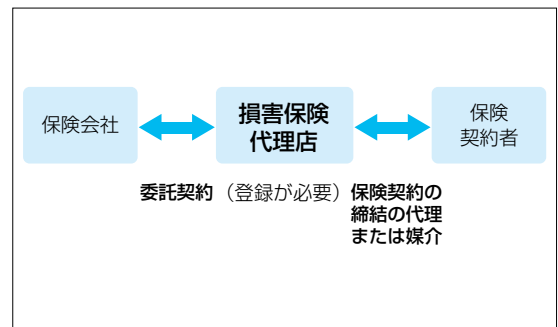 保険会社
損害保険
代理店
保険
契約者
委託契約
（登録が必要）
保険契約の
締結の代理
または媒介